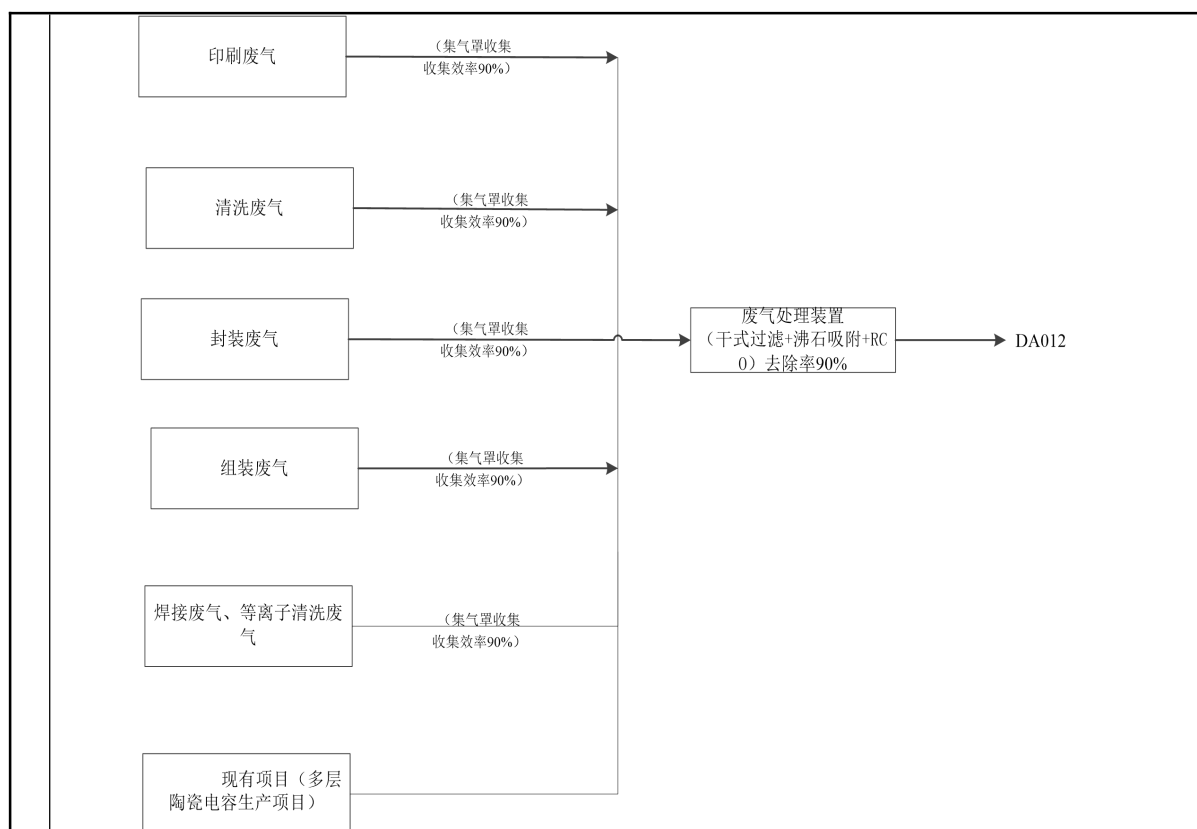 印刷废气
（集气罩收集
收集效率90%）
清洗废气
（集气罩收集
收集效率90%）
封装废气
（集气罩收集
收集效率90%）
废气处理装置
（干式过滤+沸石吸附+RC
O）去除率90%
DA012
组装废气
（集气罩收集
收集效率90%）
焊接废气、等离子清洗废
气
（集气罩收集
收集效率90%）
现有项目（多层
陶瓷电容生产项目）